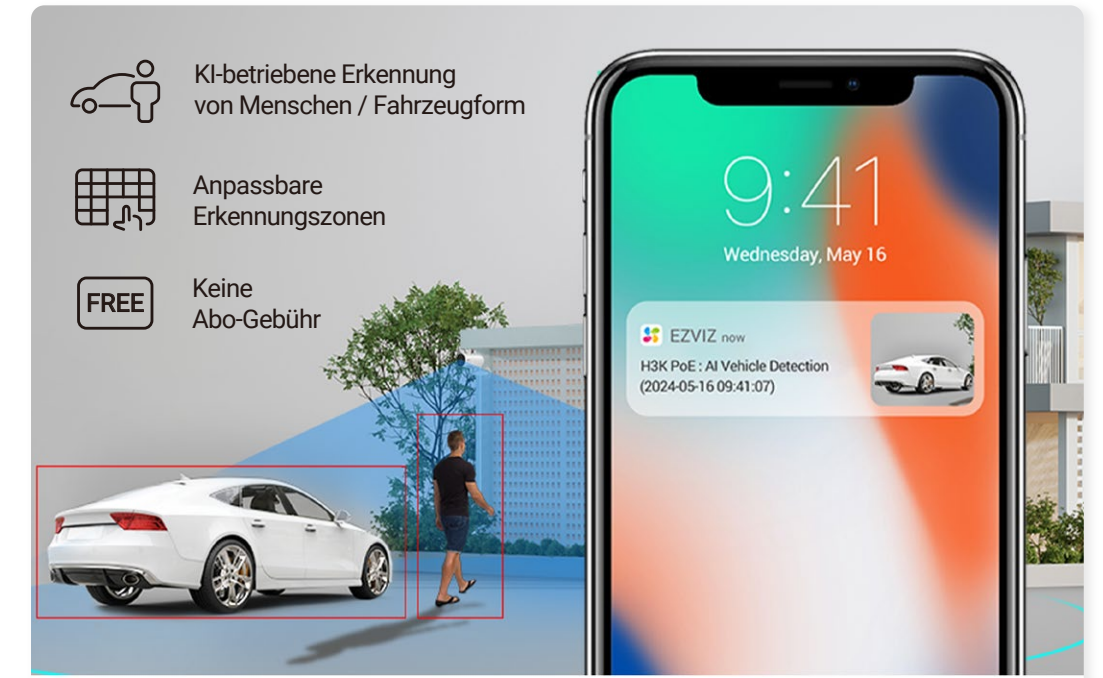 KI-betriebene Erkennung
von Menschen / Fahrzeugform
Anpassbare
Erkennungszonen
FREE
Keine
Abo-Gebühr
9:41
Wednesday, May 16
EZVIZ now
H3K PoE : AI Vehicle Detection
(2024-05-16 09:41:07)